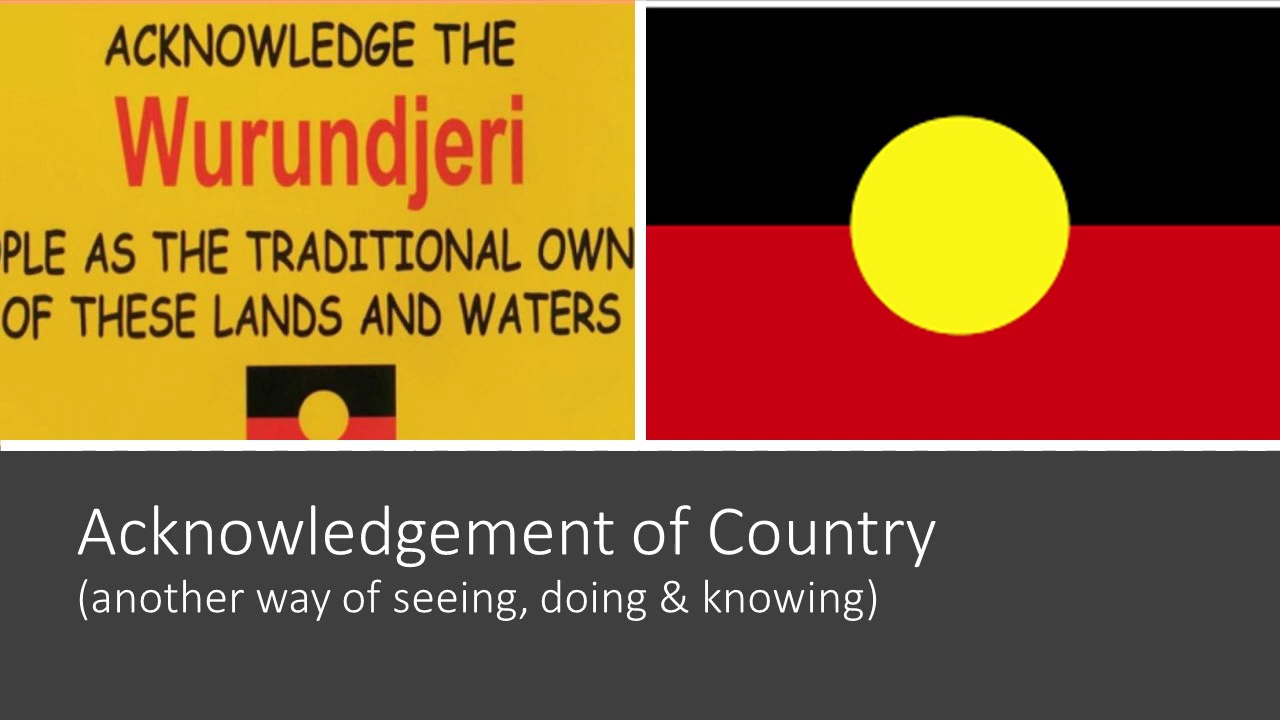 ACKNOWLEDGE THE
Wurundjeri
PLE AS THE TRADITIONAL OWN
OF THESE LANDS AND WATERS
Acknowledgement of Country
(another way of seeing, doing & knowing)